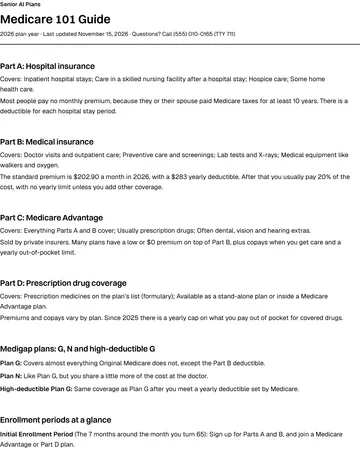 Senior AI Plans
Medicare 101 Guide
2026 plan year · Last updated November 15, 2026 · Questions? Call (555) 010-0165 (TTY 711)
Part A: Hospital insurance
Covers: Inpatient hospital stays; Care in a skilled nursing facility after a hospital stay; Hospice care; Some home
health care.
Most people pay no monthly premium, because they or their spouse paid Medicare taxes for at least 10 years. There is a
deductible for each hospital stay period.
Part B: Medical insurance
Covers: Doctor visits and outpatient care; Preventive care and screenings; Lab tests and X-rays; Medical equipment like
walkers and oxygen.
The standard premium is $202.90 a month in 2026, with a $283 yearly deductible. After that you usually pay 20% of the
cost, with no yearly limit unless you add other coverage.
Part C: Medicare Advantage
Covers: Everything Parts A and B cover; Usually prescription drugs; Often dental, vision and hearing extras.
Sold by private insurers. Many plans have a low or $0 premium on top of Part B, plus copays when you get care and a
yearly out-of-pocket limit.
Part D: Prescription drug coverage
Covers: Prescription medicines on the plan's list (formulary); Available as a stand-alone plan or inside a Medicare
Advantage plan.
Premiums and copays vary by plan. Since 2025 there is a yearly cap on what you pay out of pocket for covered drugs.
Medigap plans: G, N and high-deductible G
Plan G: Covers almost everything Original Medicare does not, except the Part B deductible.
Plan N: Like Plan G, but you share a little more of the cost at the doctor.
High-deductible Plan G: Same coverage as Plan G after you meet a yearly deductible set by Medicare.
Enrollment periods at a glance
Initial Enrollment Period (The 7 months around the month you turn 65): Sign up for Parts A and B, and join a Medicare
Advantage or Part D plan.